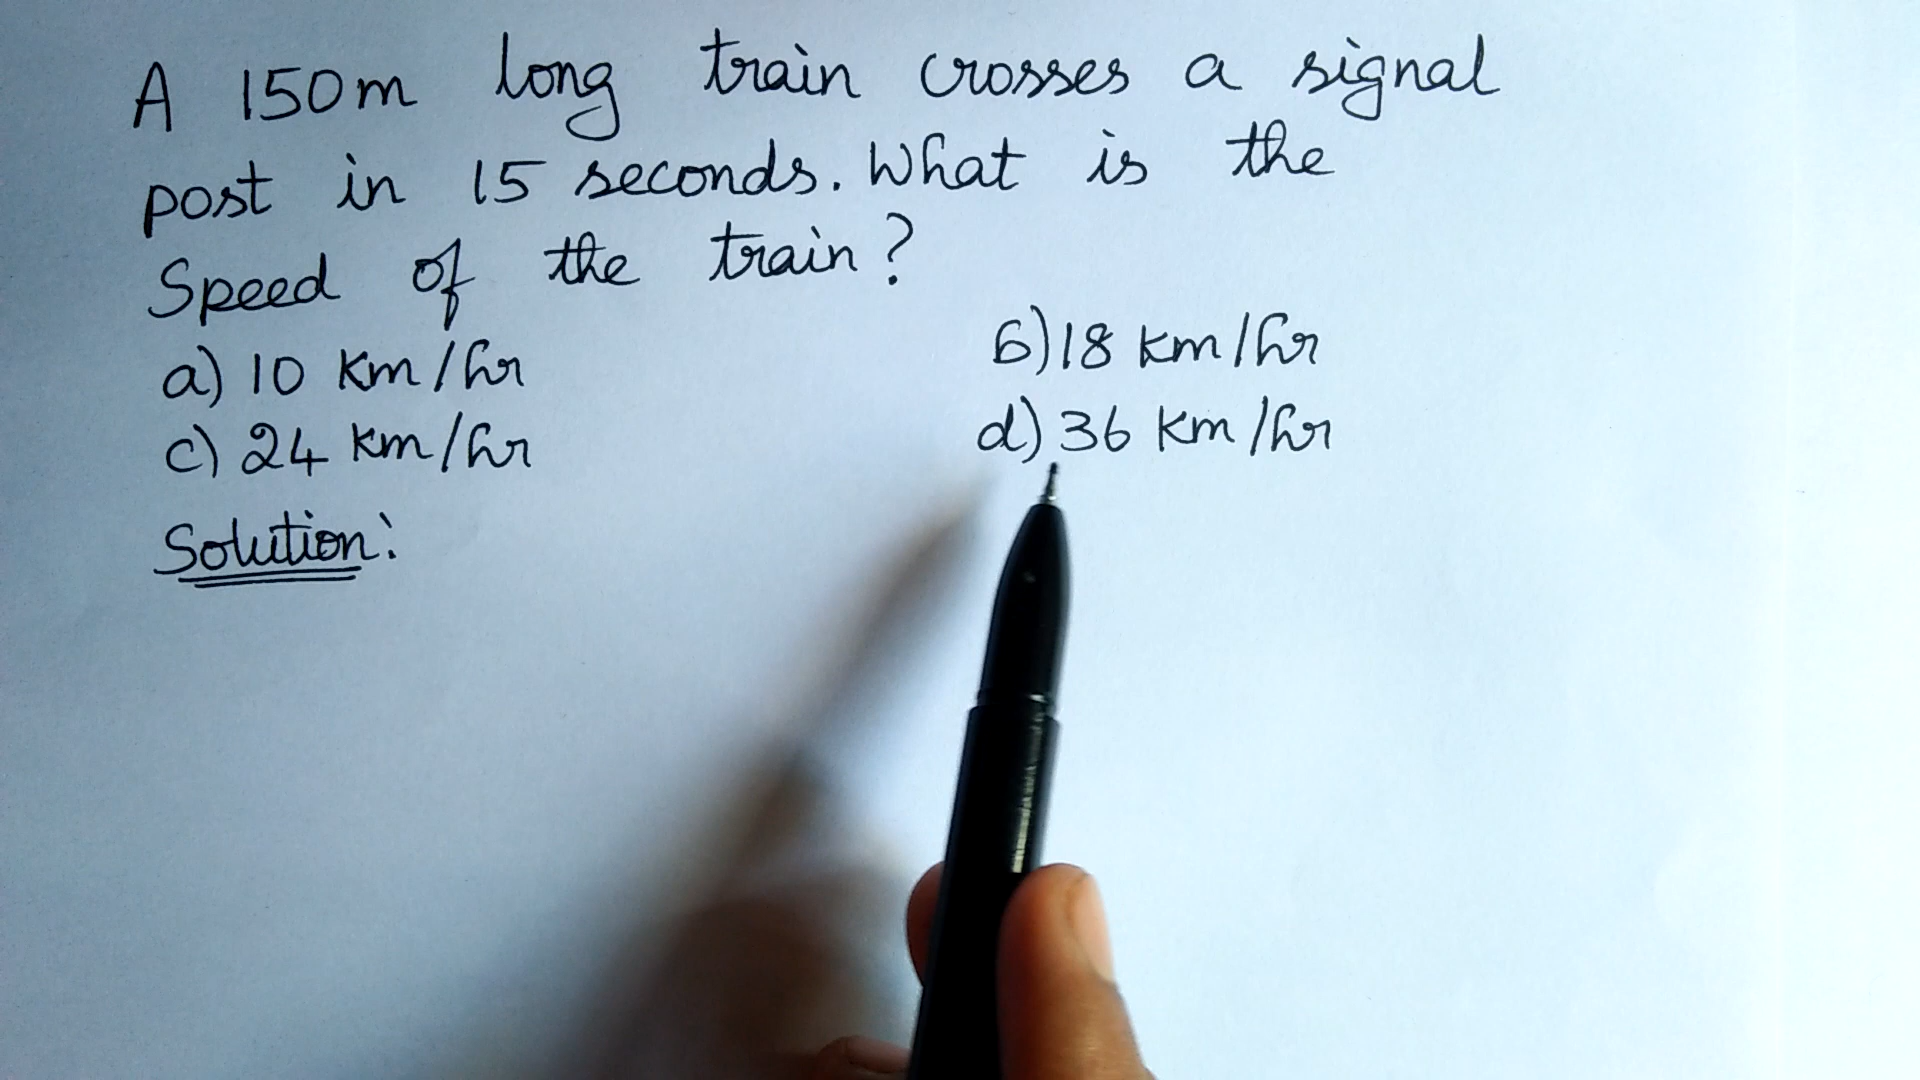 A 150m long train crosses a signal
post in 15 seconds. What is the
Speed of the train?
a) 10 Km/hr b) 18 km/hr
c) 24 km/hr d) 36 km/hr
Solution: